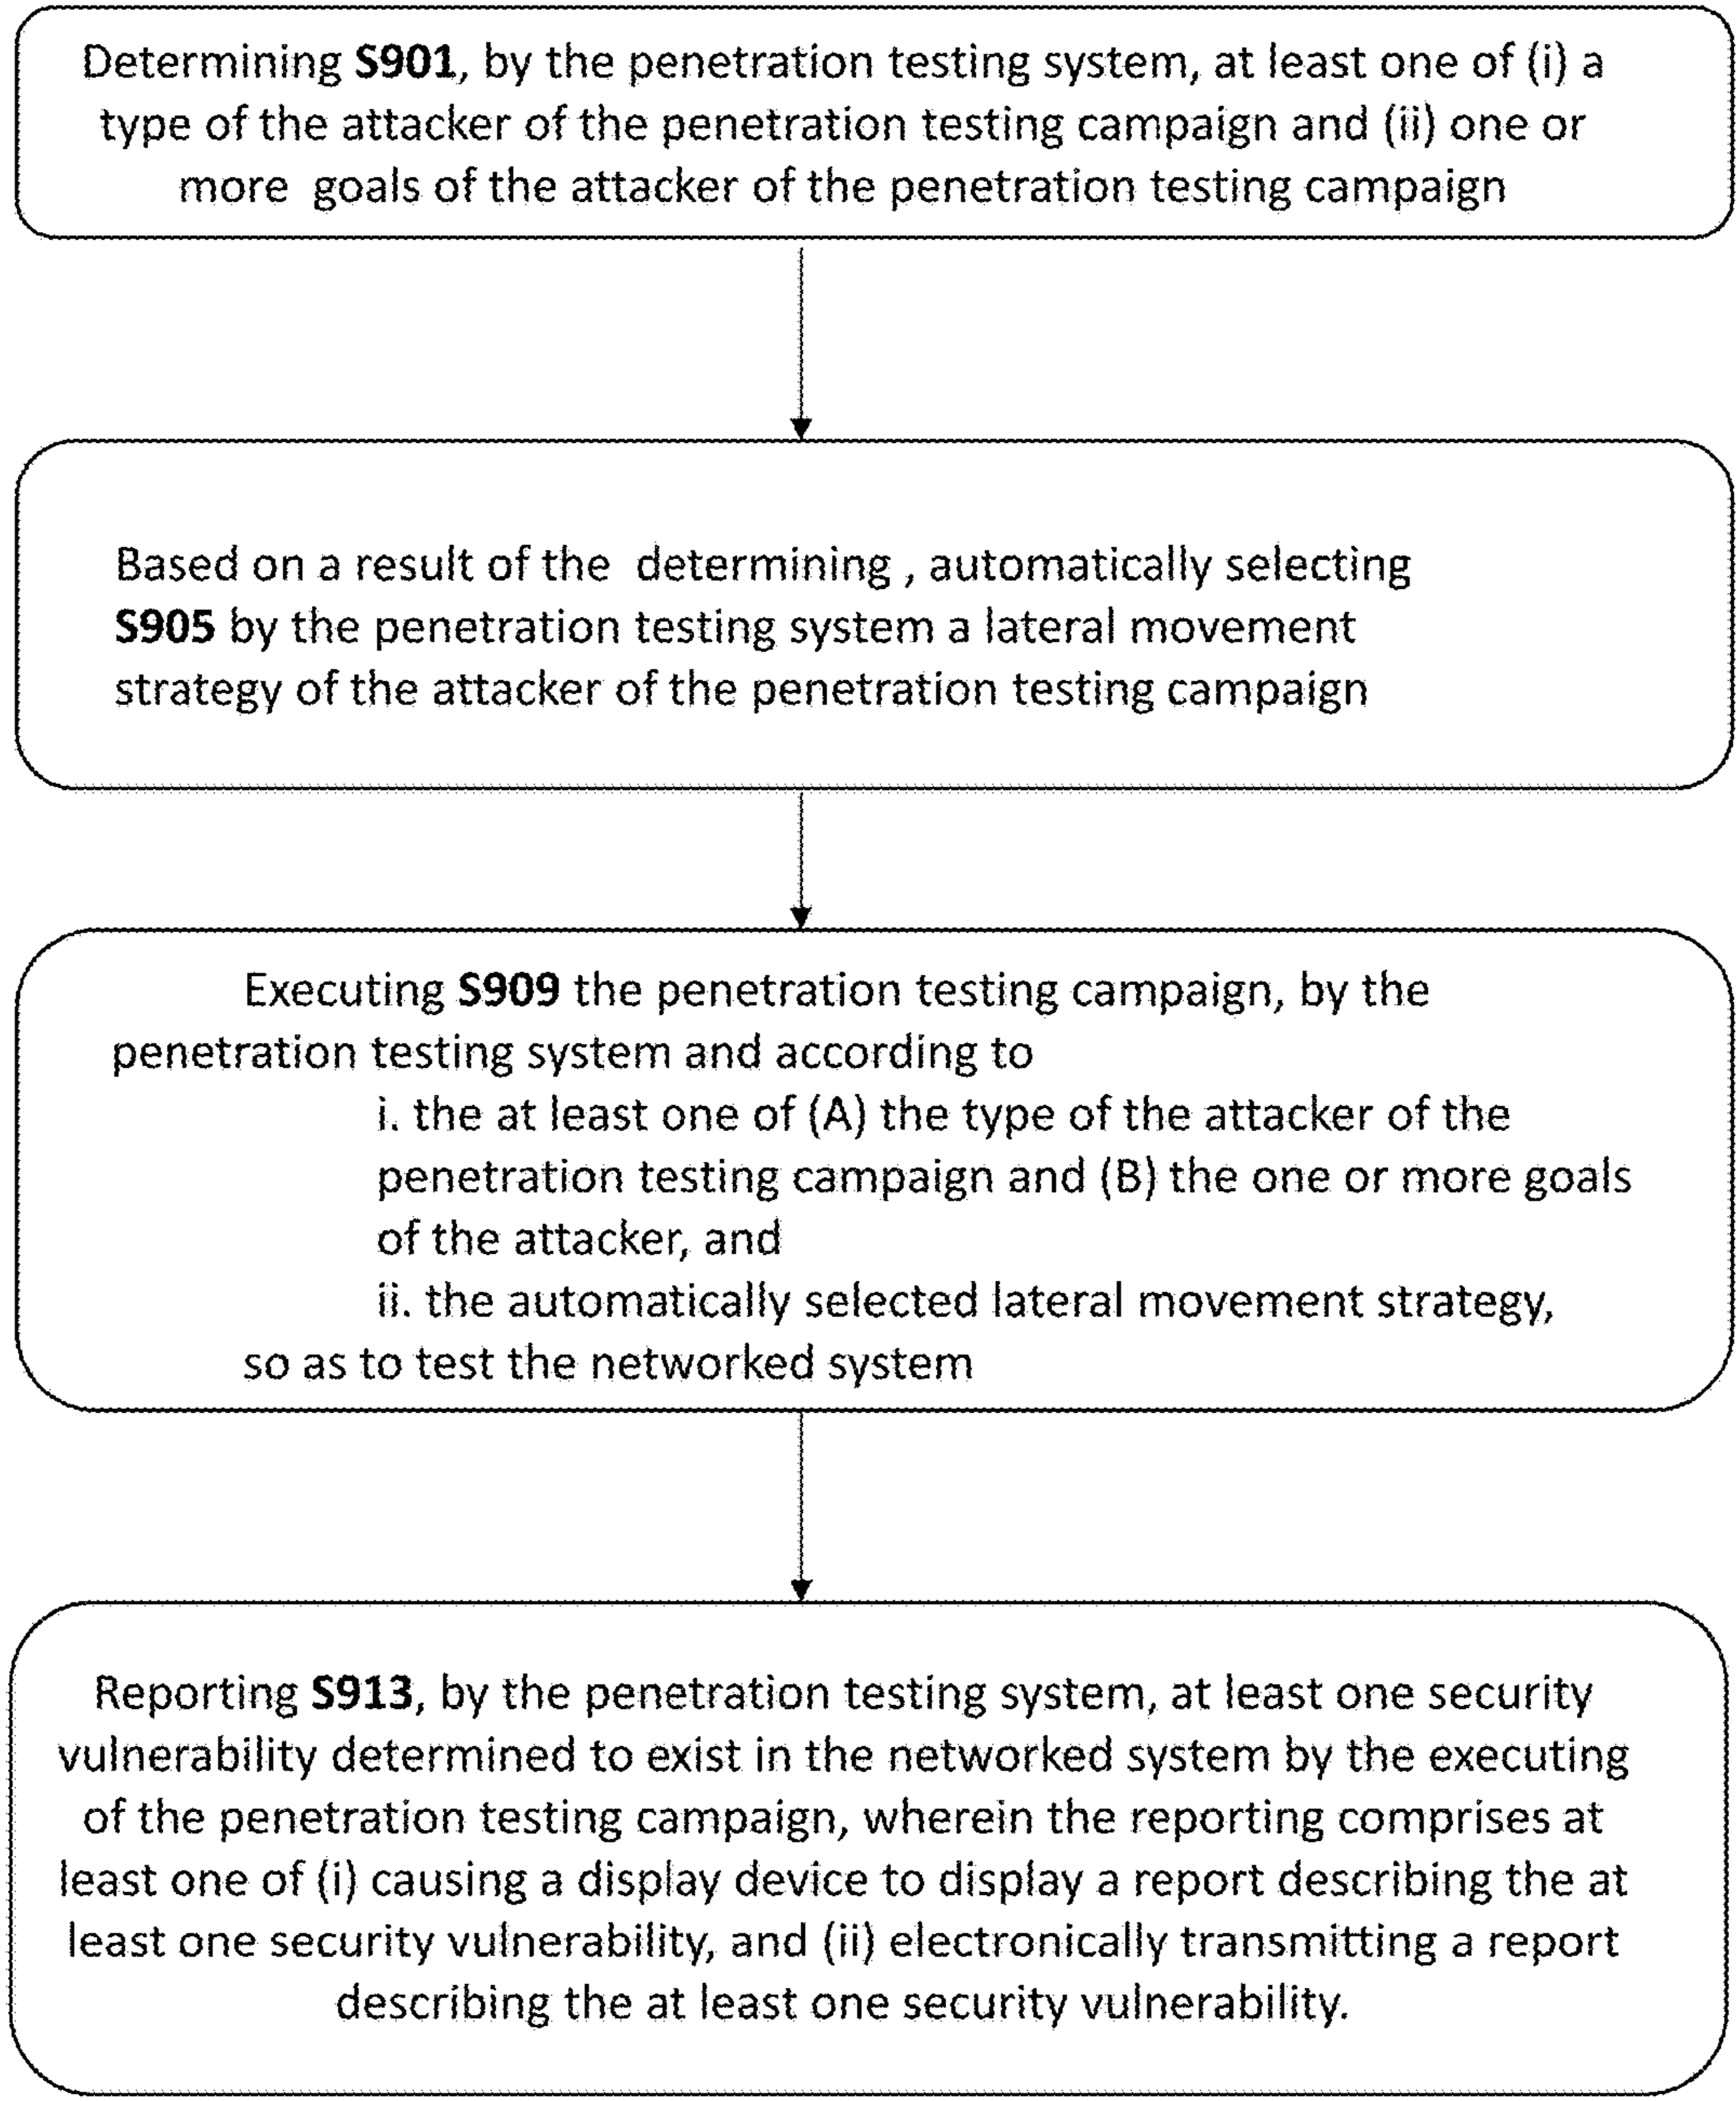 Determining S901, by the penetration testing system, at least one of (i) a
type of the attacker of the penetration testing campaign and (ii) one or
more goals of the attacker of the penetration testing campaign
Based on a result of the determining , automatically selecting
S905 by the penetration testing system a lateral movement
strategy of the attacker of the penetration testing campaign
Executing S909 the penetration testing campaign, by the
penetration testing system and according to
i. the at least one of (A) the type of the attacker of the
penetration testing campaign and (B) the one or more goals
of the attacker, and
ii. the automatically selected lateral movement strategy,
so as to test the networked system
Reporting S913, by the penetration testing system, at least one security
vulnerability determined to exist in the networked system by the executing
of the penetration testing campaign, wherein the reporting comprises at
least one of (i) causing a display device to display a report describing the at
least one security vulnerability, and (ii) electronically transmitting a report
describing the at least one security vulnerability.